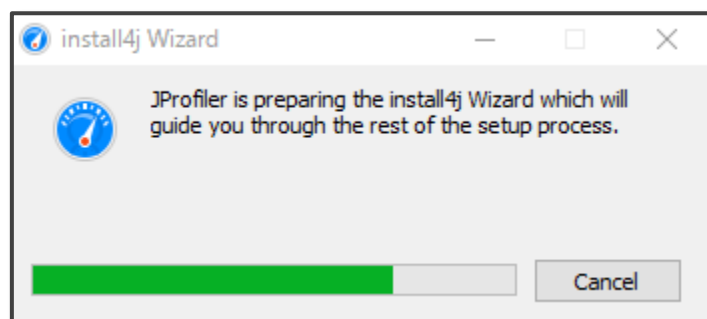 install4j Wizard
JProfiler is preparing the install4j Wizard which will
guide you through the rest of the setup process.
Cancel